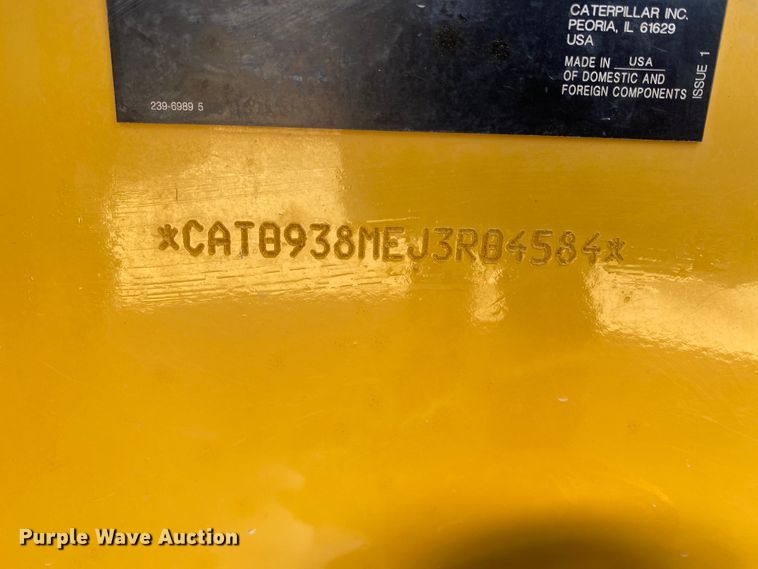 CATERPILLAR INC.
PEORIA, IL 61629
USA
MADE IN USA
OF DOMESTIC AND
FOREIGN COMPONENTS
ISSUE 1
239-6989 5
*CAT0938MEJ3R04584*
Purple Wave Auction